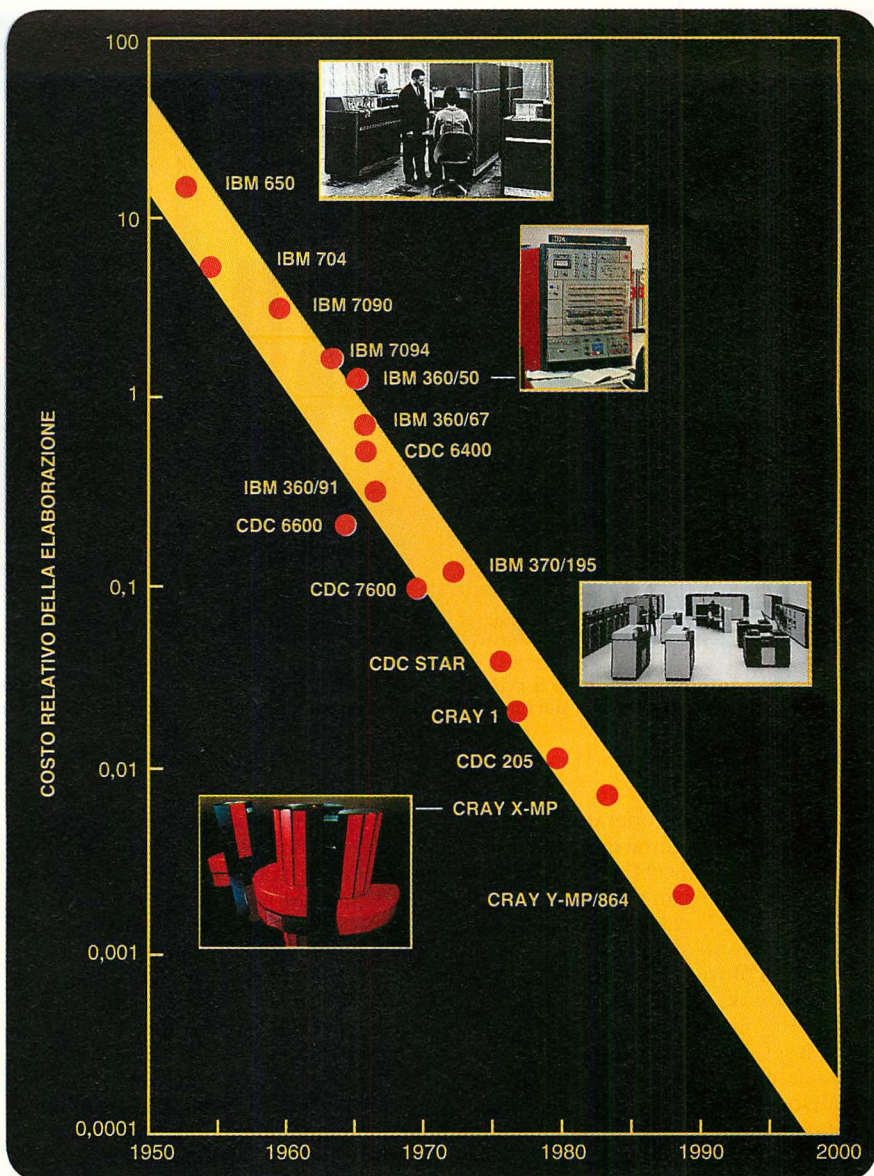 100
IBM 650
10
IBM 704
IBM 7090
IBM 7094
1
IBM 360/50
IBM 360/67
CDC 6400
IBM 360/91
CDC 6600
COSTO RELATIVO DELLA ELABORAZIONE
IBM 370/195
0,1
CDC 7600
CDC STAR
CRAY 1
CDC 205
0,01
CRAY X-MP
CRAY Y-MP/864
0,001
0,0001
1950
1960
1970
1980
1990
2000